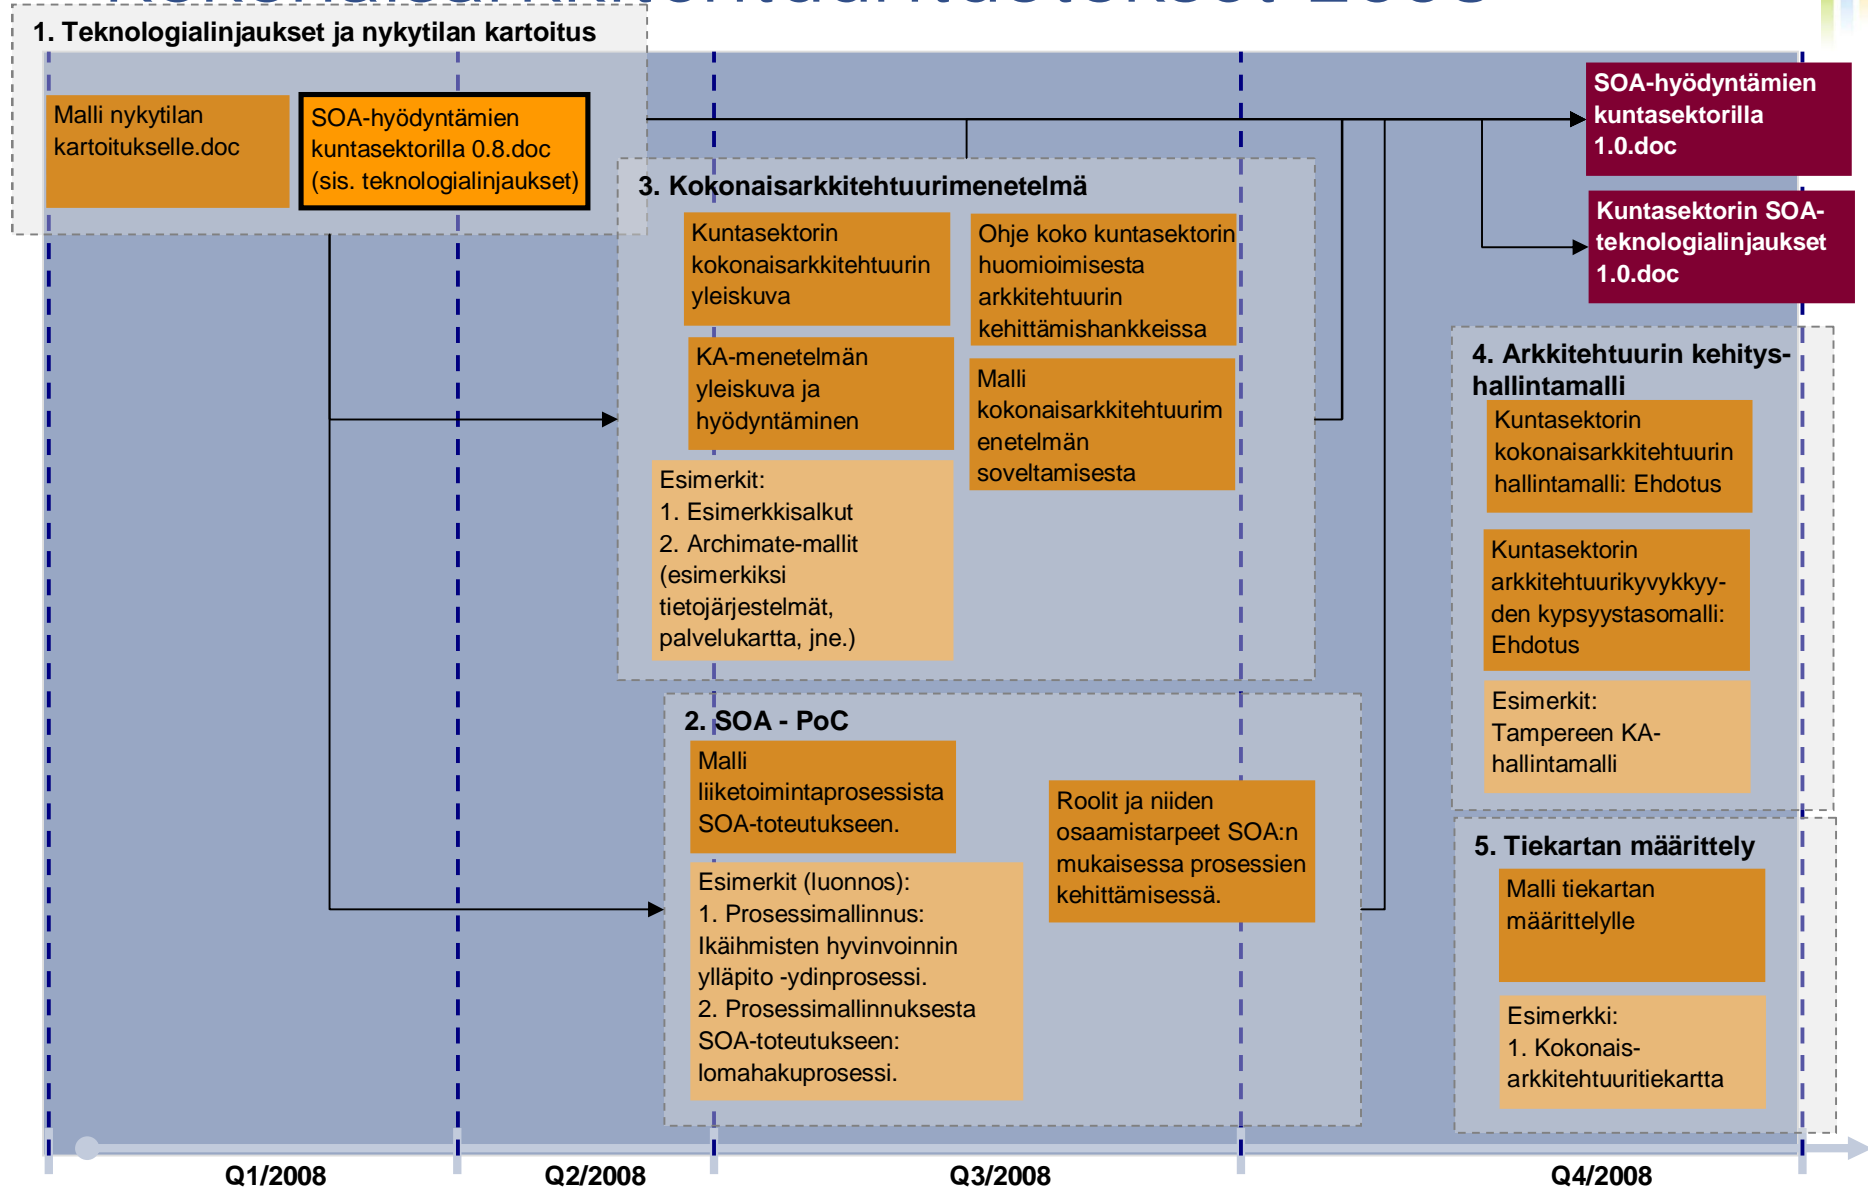 1. Teknologialinjaukset ja nykytilan kartoitus
Malli nykytilan
kartoitukselle.doc
SOA-hyödyntämien
kuntasektorilla 0.8.doc
(sis. teknologialinjaukset)
SOA-hyödyntämien
kuntasektorilla
1.0.doc
Kuntasektorin SOA-
teknologialinjaukset
1.0.doc
3. Kokonaisarkkitehtuurimenetelmä
Kuntasektorin
kokonaisarkkitehtuurin
yleiskuva
Ohje koko kuntasektorin
huomioimisesta
arkkitehtuurin
kehittämishankkeissa
KA-menetelmän
yleiskuva ja
hyödyntäminen
Malli
kokonaisarkkitehtuurim
enetelmän
soveltamisesta
Esimerkit:
1. Esimerkkisalkut
2. Archimate-mallit
(esimerkiksi
tietojärjestelmät,
palvelukartta, jne.)
2. SOA - PoC
Malli
liiketoimintaprosessista
SOA-toteutukseen.
Esimerkit (luonnos):
1. Prosessimallinnus:
Ikäihmisten hyvinvoinnin
ylläpito -ydinprosessi.
2. Prosessimallinnuksesta
SOA-toteutukseen:
lomahakuprosessi.
Roolit ja niiden
osaamistarpeet SOA:n
mukaisessa prosessien
kehittämisessä.
4. Arkkitehtuurin kehitys-
hallintamalli
Kuntasektorin
kokonaisarkkitehtuurin
hallintamalli: Ehdotus
Kuntasektorin
arkkitehtuurikyvykkyy-
den kypsyystasomalli:
Ehdotus
Esimerkit:
Tampereen KA-
hallintamalli
5. Tiekartan määrittely
Malli tiekartan
määrittelylle
Esimerkki:
1. Kokonais-
arkkitehtuuritiekartta
Q1/2008
Q2/2008
Q3/2008
Q4/2008